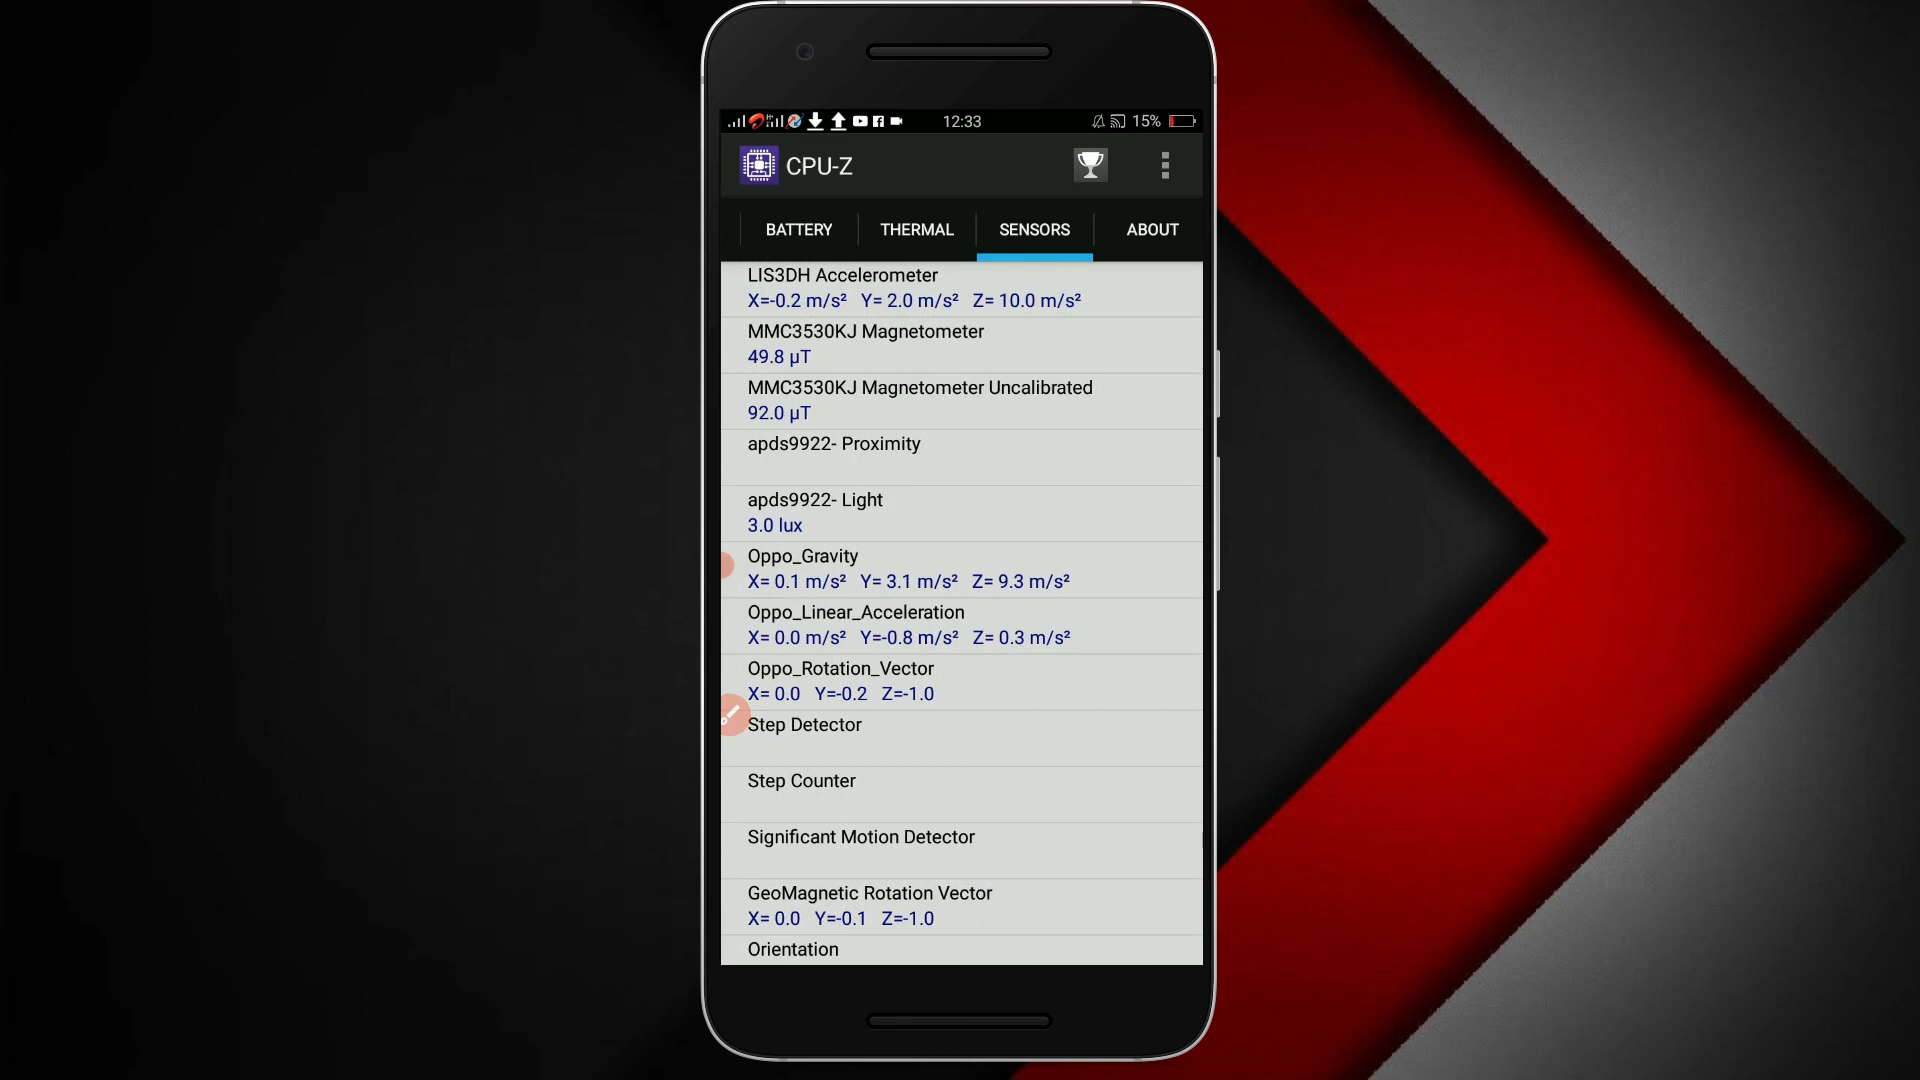 12:33 15%
CPU-Z
BATTERY THERMAL SENSORS ABOUT
LIS3DH Accelerometer
X=-0.2 m/s² Y= 2.0 m/s² Z= 10.0 m/s²
MMC3530KJ Magnetometer
49.8 µT
MMC3530KJ Magnetometer Uncalibrated
92.0 µT
apds9922- Proximity
apds9922- Light
3.0 lux
Oppo_Gravity
X= 0.1 m/s² Y= 3.1 m/s² Z= 9.3 m/s²
Oppo_Linear_Acceleration
X= 0.0 m/s² Y=-0.8 m/s² Z= 0.3 m/s²
Oppo_Rotation_Vector
X= 0.0 Y=-0.2 Z=-1.0
Step Detector
Step Counter
Significant Motion Detector
GeoMagnetic Rotation Vector
X= 0.0 Y=-0.1 Z=-1.0
Orientation